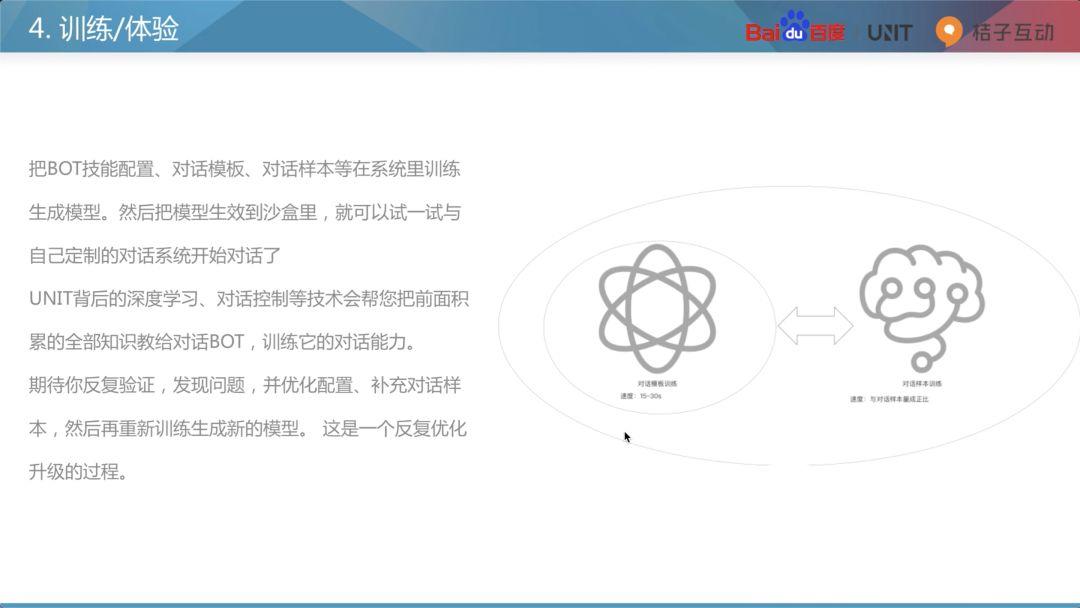 4. 训练/体验
Bai du 百度
UNIT
桔子互动
把BOT技能配置、对话模板、对话样本等在系统里训练
生成模型。然后把模型生效到沙盒里，就可以试一试与
自己定制的对话系统开始对话了
UNIT背后的深度学习、对话控制等技术会帮您把前面积
累的全部知识教给对话BOT，训练它的对话能力。
期待你反复验证，发现问题，并优化配置、补充对话样
本，然后再重新训练生成新的模型。 这是一个反复优化
升级的过程。
对话模板训练
速度：15-30s
对话样本训练
速度：与对话样本量成正比